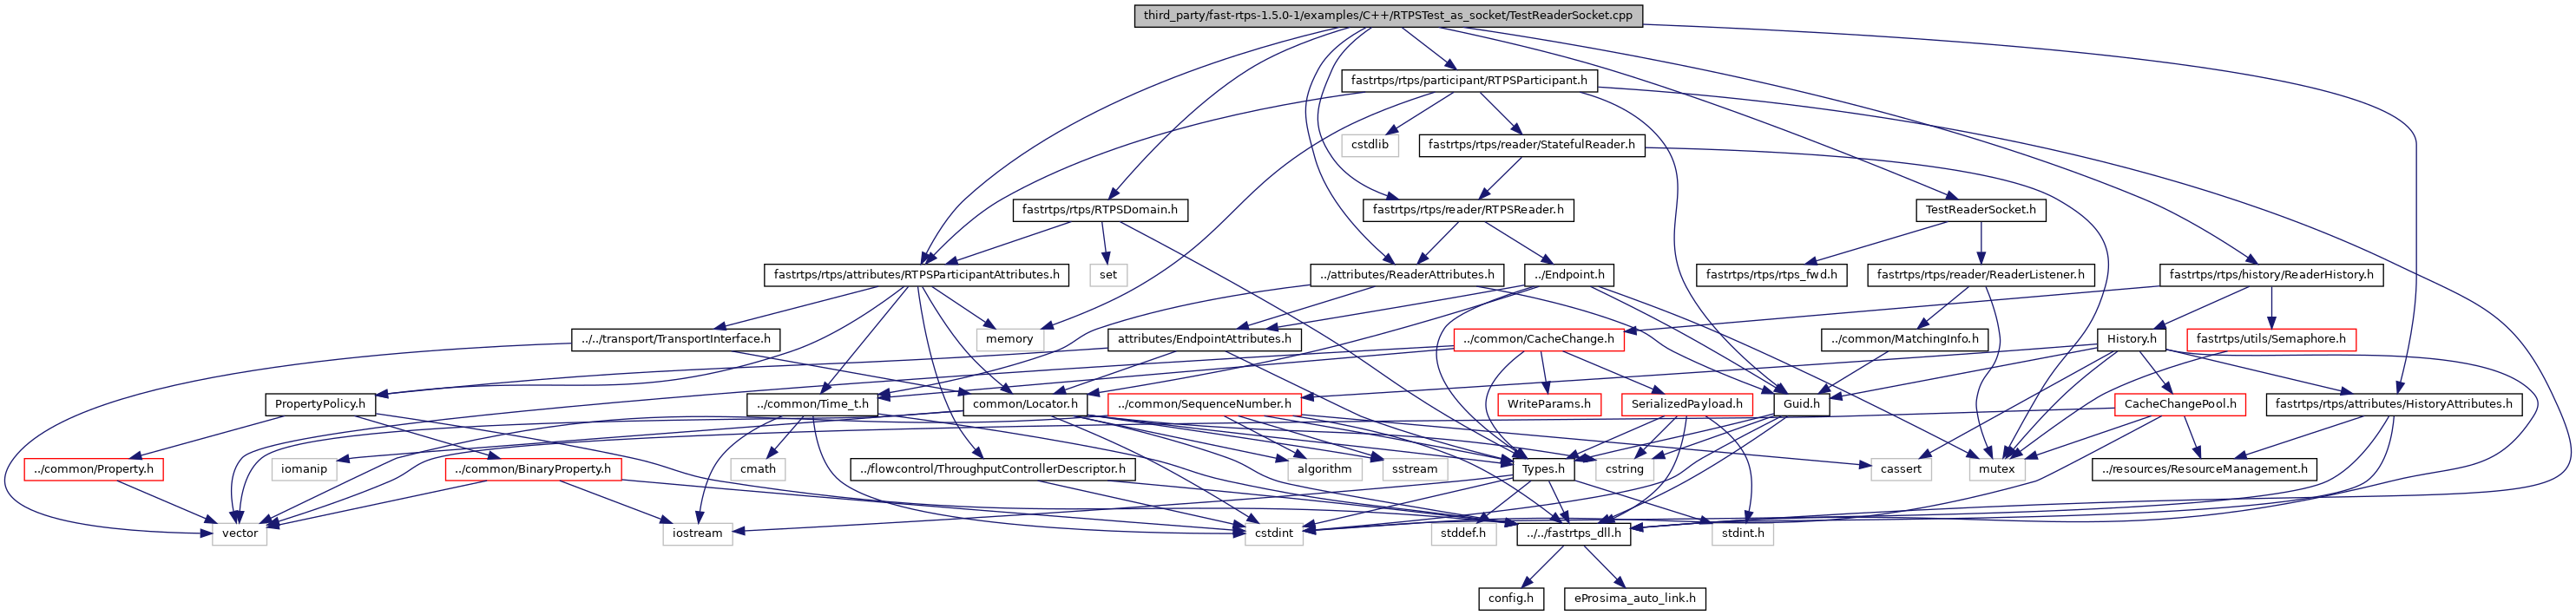 third_party/fast-rtps-1.5.0-1/examples/C++/RTPSTest_as_socket/TestReaderSocket.cpp
fastrtps/rtps/participant/RTPSParticipant.h
cstdlib
fastrtps/rtps/reader/StatefulReader.h
fastrtps/rtps/RTPSDomain.h
fastrtps/rtps/reader/RTPSReader.h
TestReaderSocket.h
fastrtps/rtps/attributes/RTPSParticipantAttributes.h
set
../attributes/ReaderAttributes.h
../Endpoint.h
fastrtps/rtps/rtps_fwd.h
fastrtps/rtps/reader/ReaderListener.h
fastrtps/rtps/history/ReaderHistory.h
../../transport/TransportInterface.h
memory
attributes/EndpointAttributes.h
../common/CacheChange.h
../common/MatchingInfo.h
History.h
fastrtps/utils/Semaphore.h
PropertyPolicy.h
../common/Time_t.h
common/Locator.h
../common/SequenceNumber.h
WriteParams.h
SerializedPayload.h
Guid.h
CacheChangePool.h
fastrtps/rtps/attributes/HistoryAttributes.h
../common/Property.h
iomanip
../common/BinaryProperty.h
cmath
../flowcontrol/ThroughputControllerDescriptor.h
algorithm
sstream
Types.h
cstring
cassert
mutex
../resources/ResourceManagement.h
vector
iostream
cstdint
stddef.h
../../fastrtps_dll.h
stdint.h
config.h
eProsima_auto_link.h